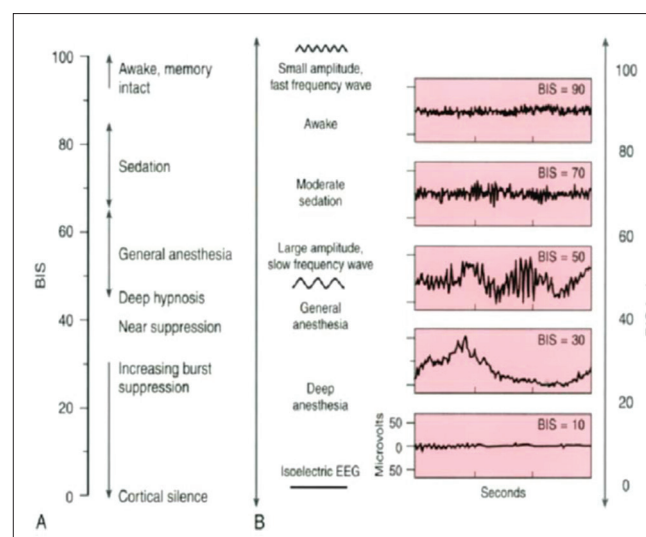 100
80
60
40
20
0
BIS
Awake, memory
intact
Sedation
General anesthesia
Deep hypnosis
Near suppression
Increasing burst
suppression
Cortical silence
A
Small amplitude,
fast frequency wave
Awake
Moderate
sedation
Large amplitude,
slow frequency wave
General
anesthesia
Deep
anesthesia
Isoelectric EEG
B
BIS = 90
BIS = 70
BIS = 50
BIS = 30
BIS = 10
Microvolts
50
0
50
Seconds
100
80
60
40
20
0